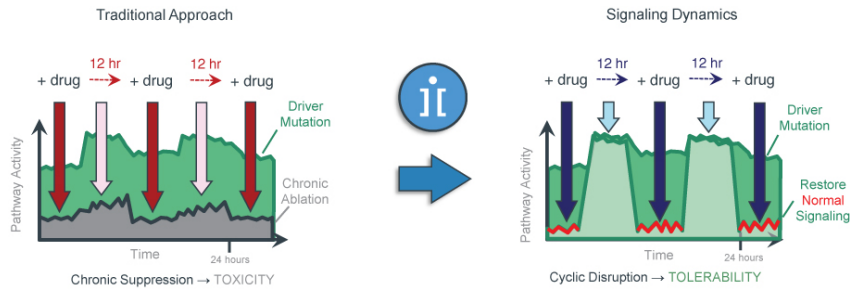 Traditional Approach
12 hr 12 hr
+ drug + drug + drug
Driver
Mutation
Chronic
Ablation
Pathway Activity
Time
24 hours
Chronic Suppression → TOXICITY
Signaling Dynamics
12 hr 12 hr
+ drug + drug + drug
Driver
Mutation
Restore
Normal
Signaling
Pathway Activity
Time
24 hours
Cyclic Disruption → TOLERABILITY